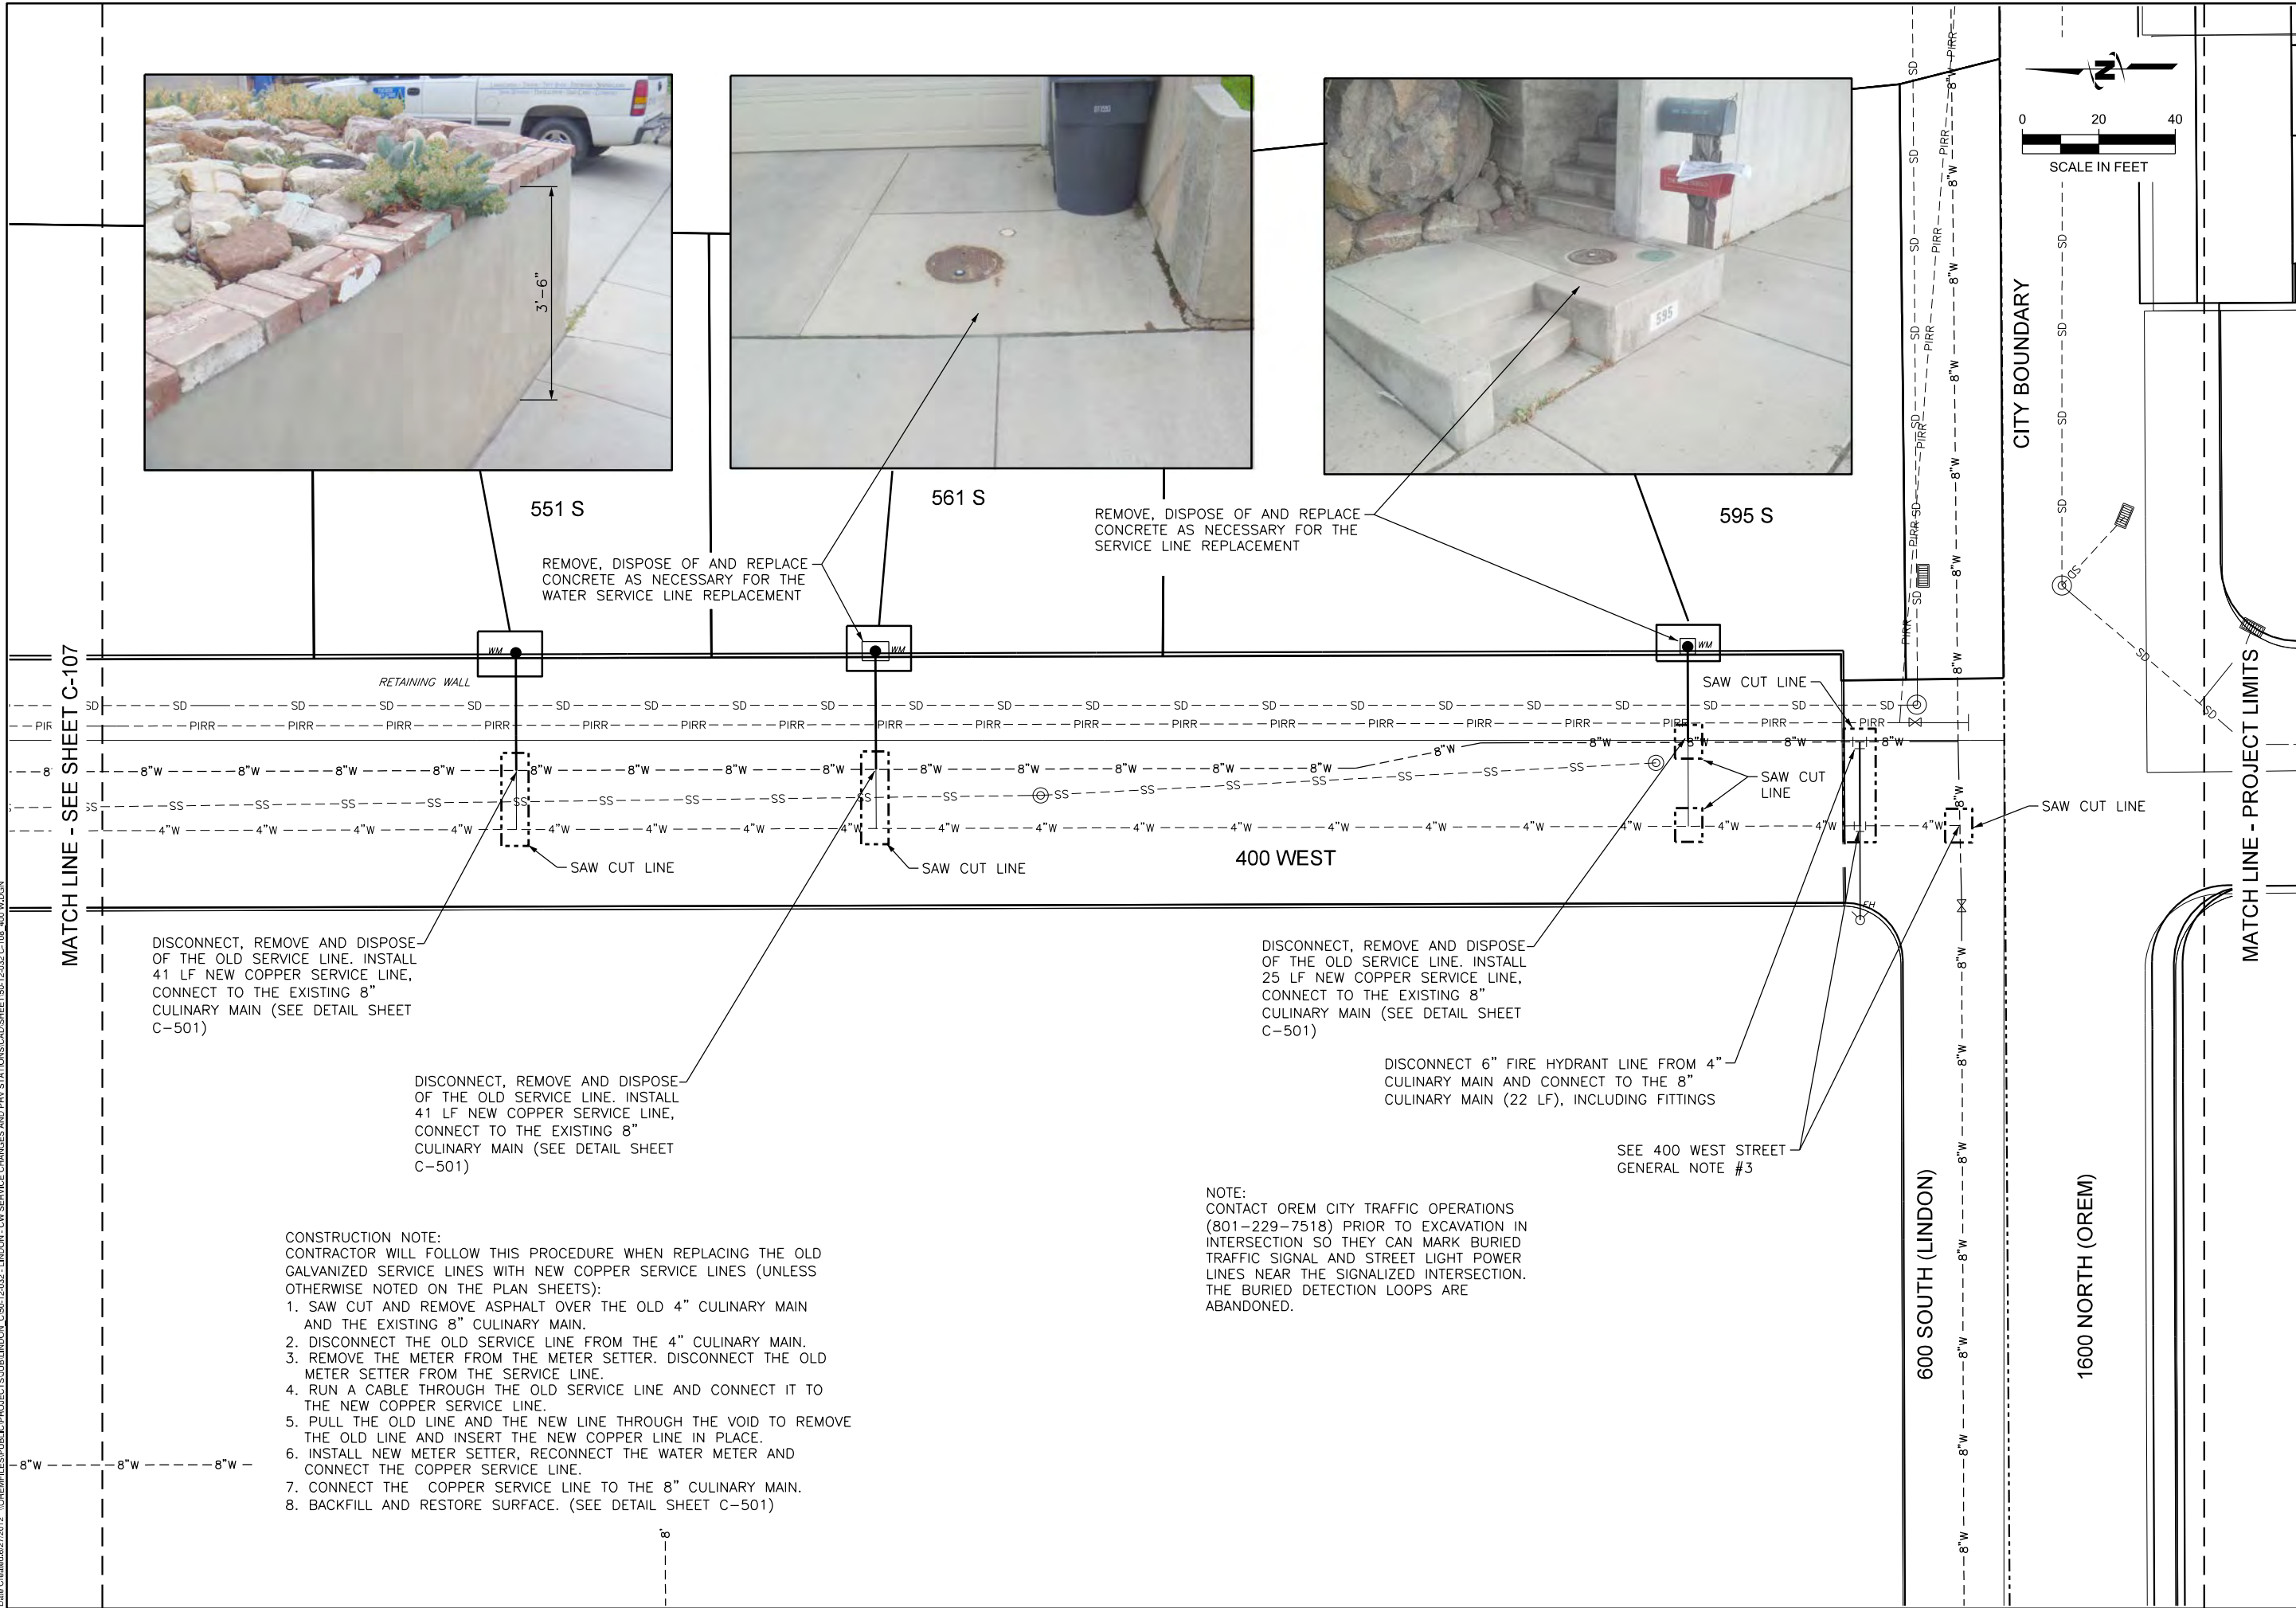 0 20 40
SCALE IN FEET
N
3'-6"
595
551 S
561 S
595 S
REMOVE, DISPOSE OF AND REPLACE
CONCRETE AS NECESSARY FOR THE
WATER SERVICE LINE REPLACEMENT
REMOVE, DISPOSE OF AND REPLACE
CONCRETE AS NECESSARY FOR THE
SERVICE LINE REPLACEMENT
CITY BOUNDARY
MATCH LINE - SEE SHEET C-107
MATCH LINE - PROJECT LIMITS
WM
WM
WM
RETAINING WALL
SAW CUT LINE
SD
PIRR
8"W
SS
4"W
SAW CUT
LINE
SAW CUT LINE
SAW CUT LINE
SAW CUT LINE
400 WEST
FH
DISCONNECT, REMOVE AND DISPOSE
OF THE OLD SERVICE LINE. INSTALL
41 LF NEW COPPER SERVICE LINE,
CONNECT TO THE EXISTING 8"
CULINARY MAIN (SEE DETAIL SHEET
C-501)
DISCONNECT, REMOVE AND DISPOSE
OF THE OLD SERVICE LINE. INSTALL
41 LF NEW COPPER SERVICE LINE,
CONNECT TO THE EXISTING 8"
CULINARY MAIN (SEE DETAIL SHEET
C-501)
DISCONNECT, REMOVE AND DISPOSE
OF THE OLD SERVICE LINE. INSTALL
25 LF NEW COPPER SERVICE LINE,
CONNECT TO THE EXISTING 8"
CULINARY MAIN (SEE DETAIL SHEET
C-501)
DISCONNECT 6" FIRE HYDRANT LINE FROM 4"
CULINARY MAIN AND CONNECT TO THE 8"
CULINARY MAIN (22 LF), INCLUDING FITTINGS
SEE 400 WEST STREET
GENERAL NOTE #3
NOTE:
CONTACT OREM CITY TRAFFIC OPERATIONS
(801-229-7518) PRIOR TO EXCAVATION IN
INTERSECTION SO THEY CAN MARK BURIED
TRAFFIC SIGNAL AND STREET LIGHT POWER
LINES NEAR THE SIGNALIZED INTERSECTION.
THE BURIED DETECTION LOOPS ARE
ABANDONED.
600 SOUTH (LINDON)
1600 NORTH (OREM)
CONSTRUCTION NOTE:
CONTRACTOR WILL FOLLOW THIS PROCEDURE WHEN REPLACING THE OLD
GALVANIZED SERVICE LINES WITH NEW COPPER SERVICE LINES (UNLESS
OTHERWISE NOTED ON THE PLAN SHEETS):
1. SAW CUT AND REMOVE ASPHALT OVER THE OLD 4" CULINARY MAIN
AND THE EXISTING 8" CULINARY MAIN.
2. DISCONNECT THE OLD SERVICE LINE FROM THE 4" CULINARY MAIN.
3. REMOVE THE METER FROM THE METER SETTER. DISCONNECT THE OLD
METER SETTER FROM THE SERVICE LINE.
4. RUN A CABLE THROUGH THE OLD SERVICE LINE AND CONNECT IT TO
THE NEW COPPER SERVICE LINE.
5. PULL THE OLD LINE AND THE NEW LINE THROUGH THE VOID TO REMOVE
THE OLD LINE AND INSERT THE NEW COPPER LINE IN PLACE.
6. INSTALL NEW METER SETTER, RECONNECT THE WATER METER AND
CONNECT THE COPPER SERVICE LINE.
7. CONNECT THE COPPER SERVICE LINE TO THE 8" CULINARY MAIN.
8. BACKFILL AND RESTORE SURFACE. (SEE DETAIL SHEET C-501)
8"W 8"W 8"W
8'